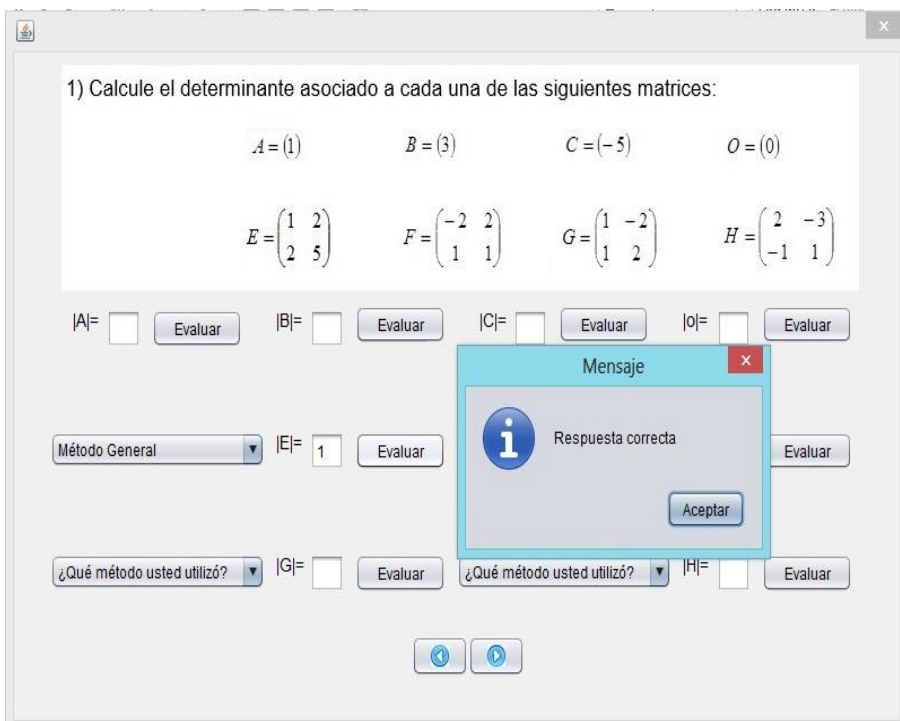 1) Calcule el determinante asociado a cada una de las siguientes matrices:
A = (1) B = (3) C = (- 5) O = (0)
E = (1 2 F = (-2 2 G = (1 -2 H = (2 -3
2 5) 1 1) 1 2) -1 1)
|A|= Evaluar |B|= Evaluar |C|= Evaluar |o|= Evaluar
Mensaje x
Respuesta correcta
Método General |E|= 1 Evaluar Evaluar
Aceptar
¿Qué método usted utilizó? |G|= Evaluar ¿Qué método usted utilizó? |H|= Evaluar